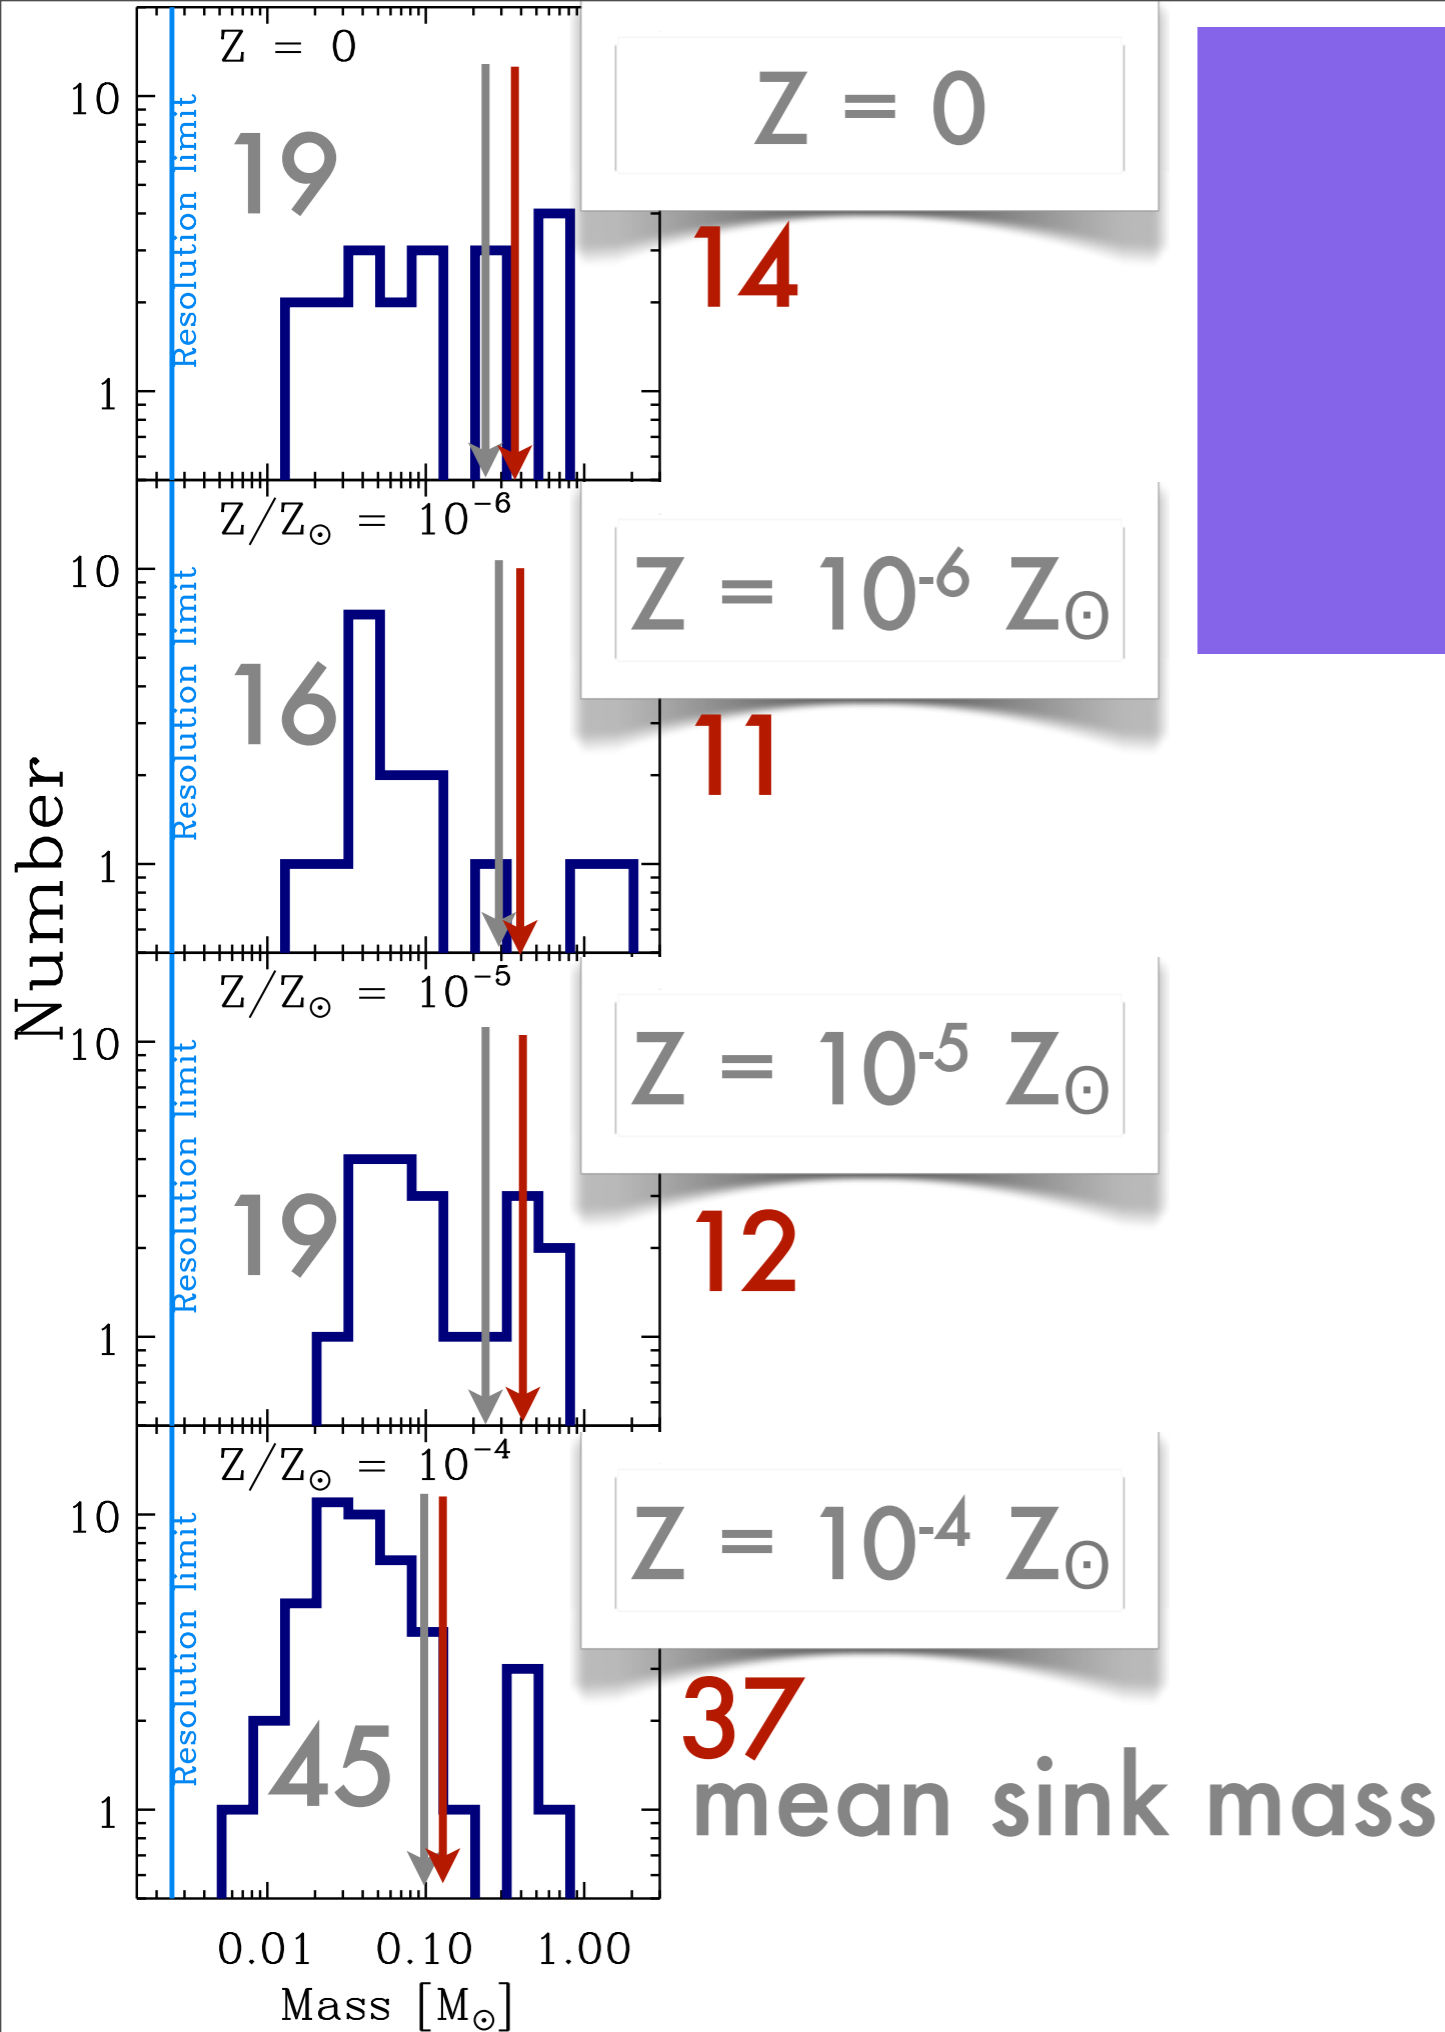 Number
Z = 0
10
1
Resolution limit
19
Z = 0
14
Z/Z⊙ = 10⁻⁶
10
1
Resolution limit
16
Z = 10⁻⁶ Z⊙
11
Z/Z⊙ = 10⁻⁵
10
1
Resolution limit
19
Z = 10⁻⁵ Z⊙
12
Z/Z⊙ = 10⁻⁴
10
1
Resolution limit
45
Z = 10⁻⁴ Z⊙
37
mean sink mass
0.01 0.10 1.00
Mass [M⊙]